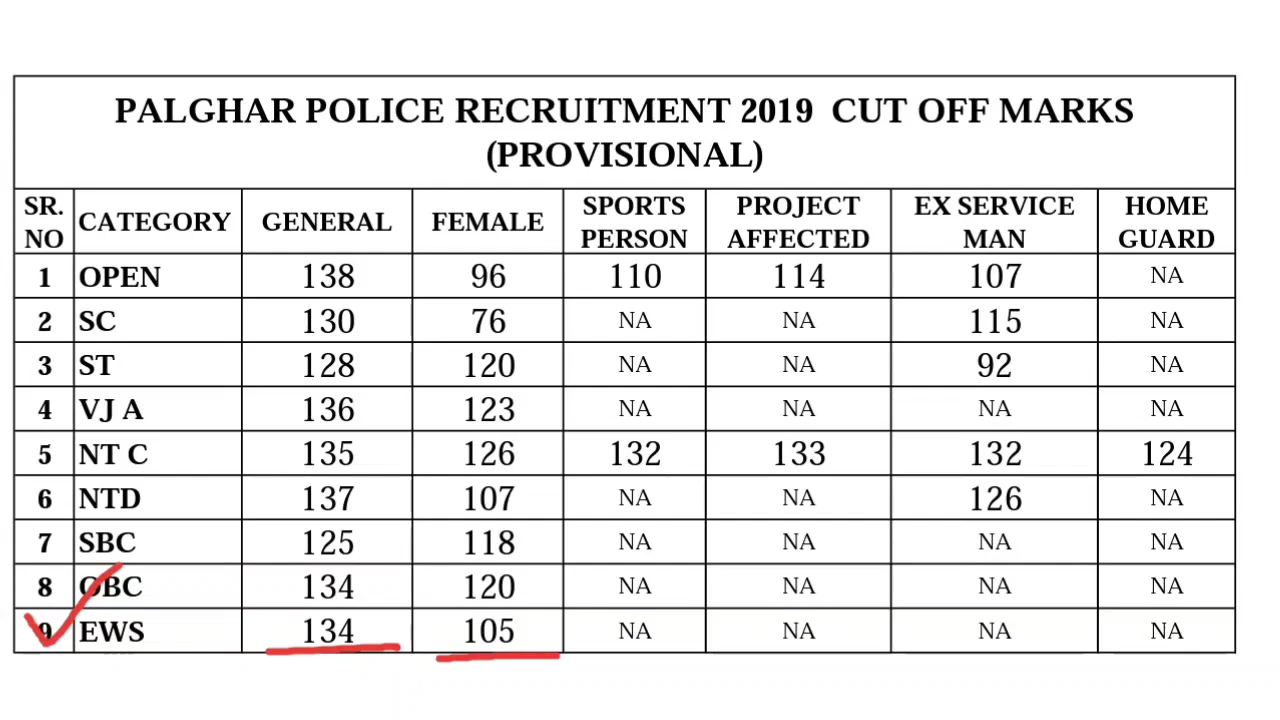 PALGHAR POLICE RECRUITMENT 2019 CUT OFF MARKS
(PROVISIONAL)
SR. NO CATEGORY GENERAL FEMALE SPORTS PERSON PROJECT AFFECTED EX SERVICE MAN HOME GUARD
1 OPEN 138 96 110 114 107 NA
2 SC 130 76 NA NA 115 NA
3 ST 128 120 NA NA 92 NA
4 VJ A 136 123 NA NA NA NA
5 NT C 135 126 132 133 132 124
6 NTD 137 107 NA NA 126 NA
7 SBC 125 118 NA NA NA NA
8 OBC 134 120 NA NA NA NA
9 EWS 134 105 NA NA NA NA